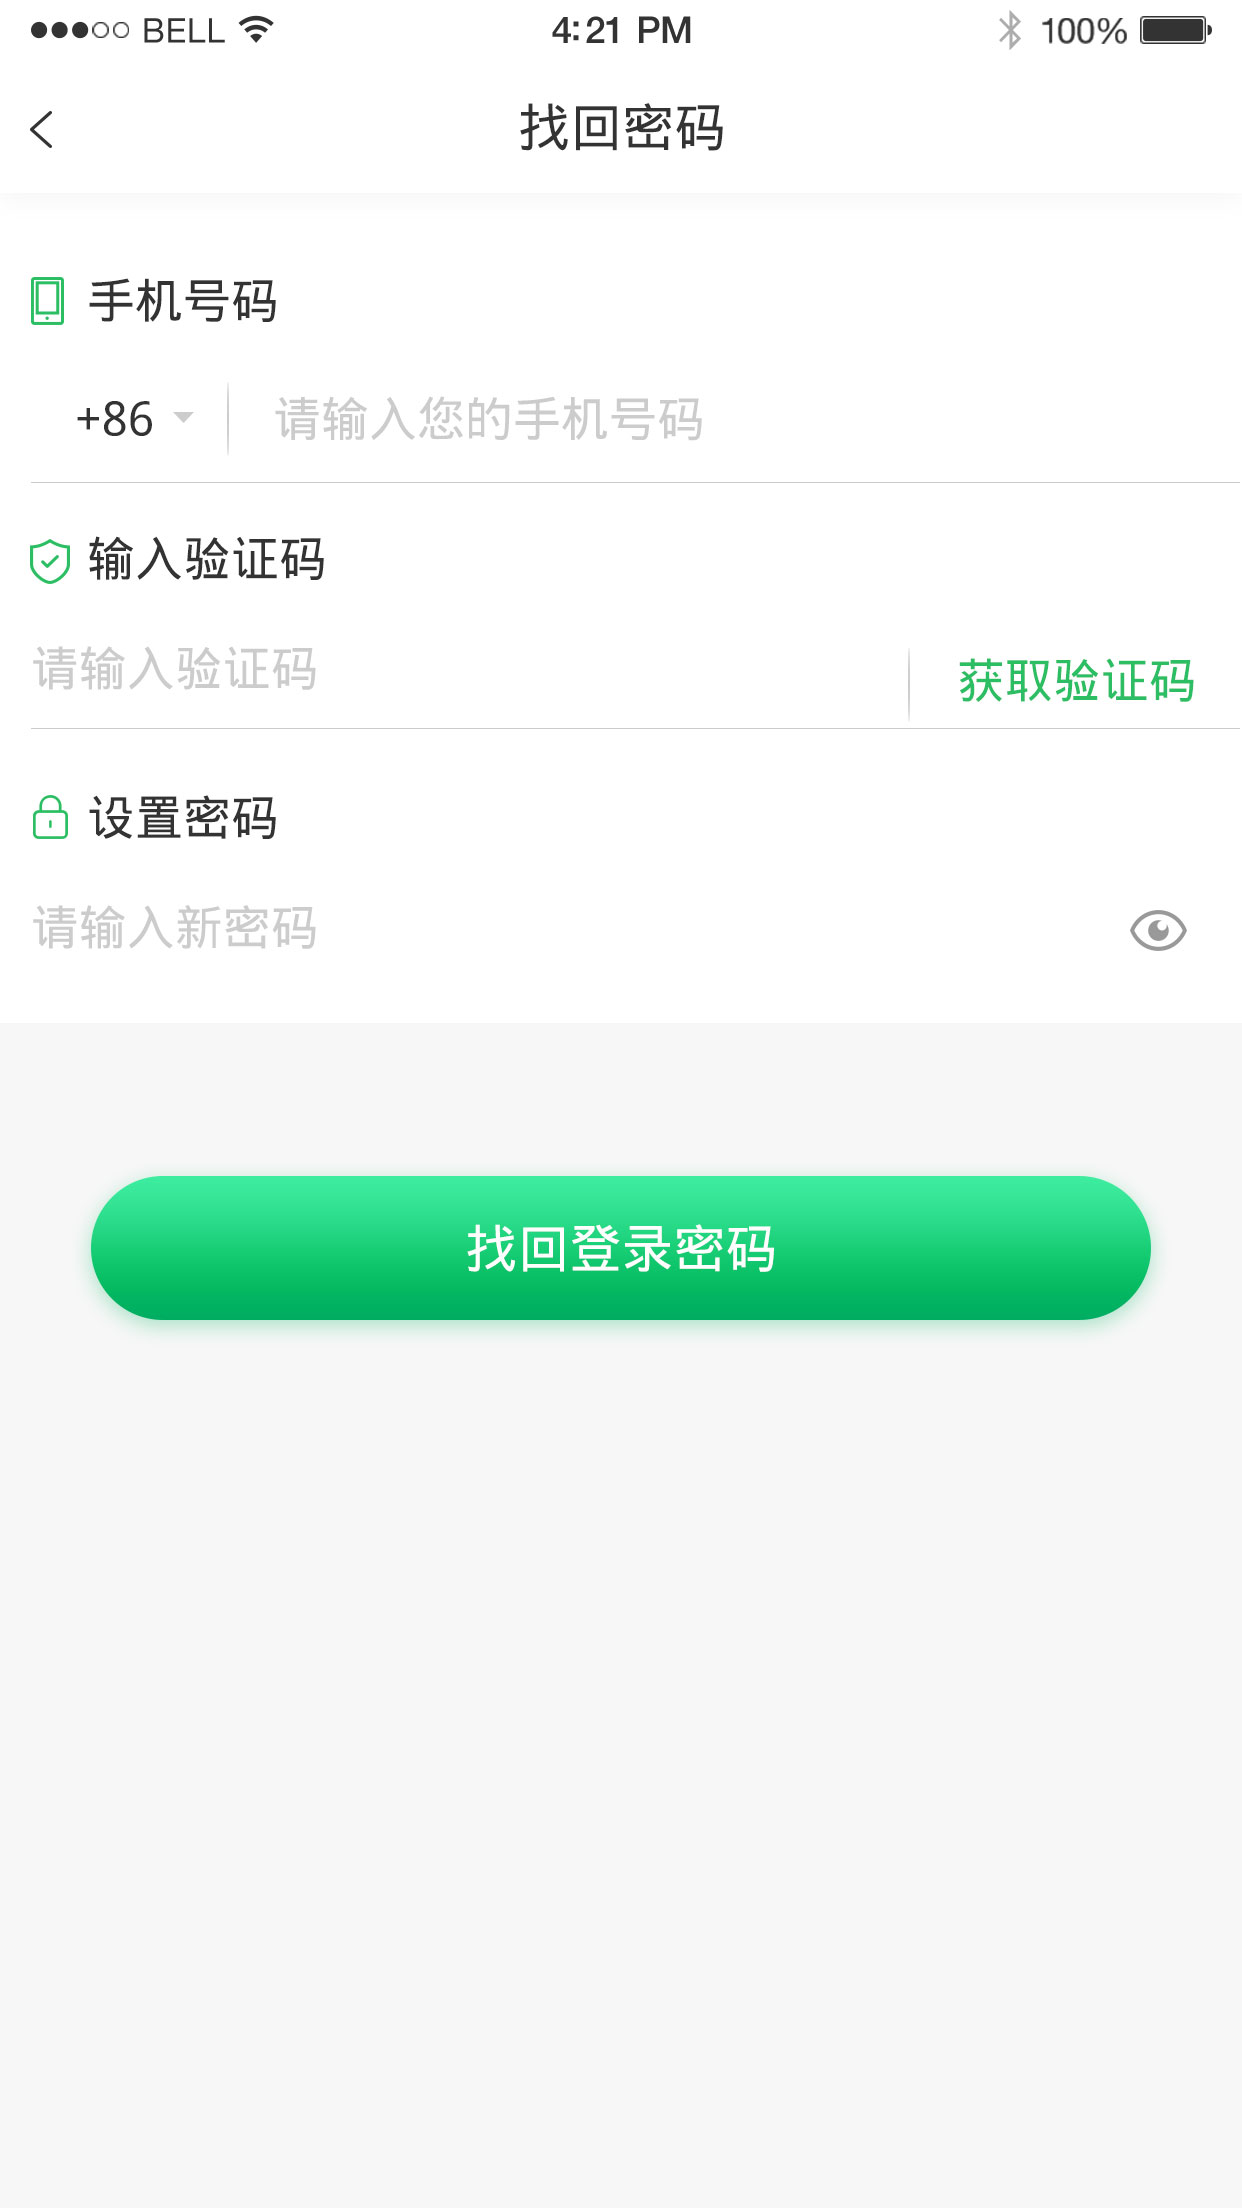 BELL 4:21 PM 100%
找回密码
手机号码
+86 请输入您的手机号码
输入验证码
请输入验证码 获取验证码
设置密码
请输入新密码
找回登录密码